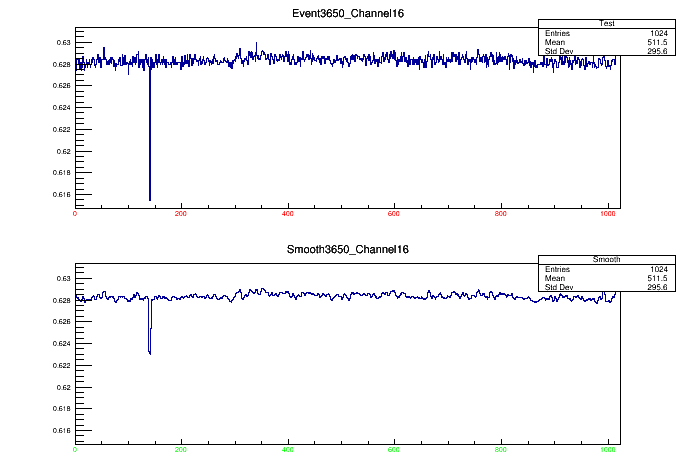 Event3650_Channel16
Test
Entries 1024
Mean 511.5
Std Dev 295.6
0.63
0.628
0.626
0.624
0.622
0.62
0.618
0.616
0 200 400 600 800 1000
Smooth3650_Channel16
Smooth
Entries 1024
Mean 511.5
Std Dev 295.6
0.63
0.628
0.626
0.624
0.622
0.62
0.618
0.616
0 200 400 600 800 1000